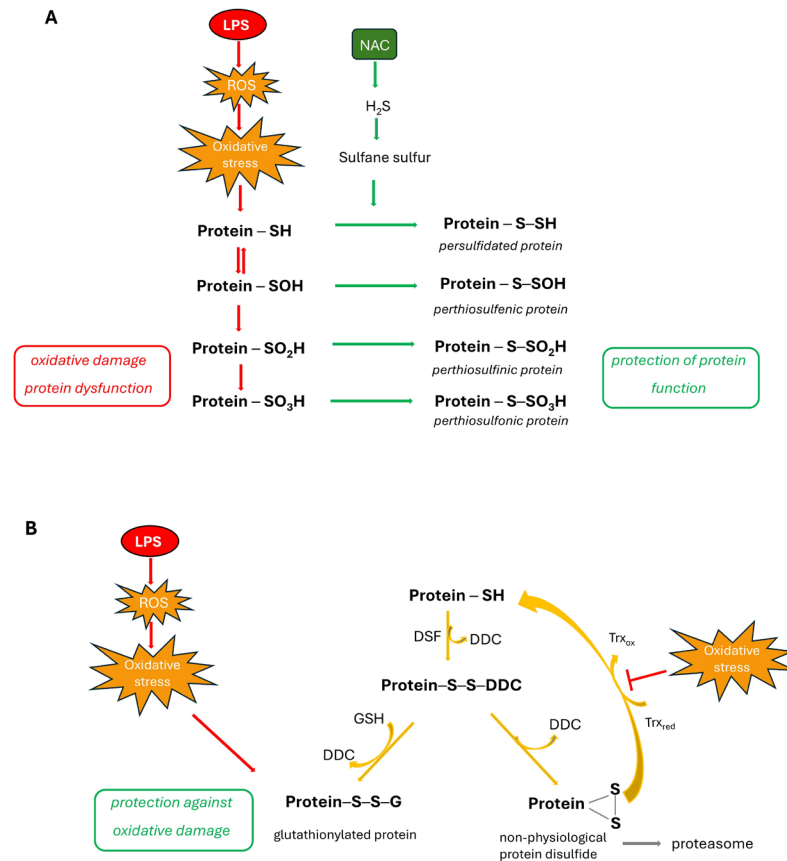 A
LPS
NAC
ROS
H₂S
Oxidative
stress
Sulfane sulfur
Protein – SH
Protein – S–SH
persulfidated protein
Protein – SOH
Protein – S–SOH
perthiosulfenic protein
oxidative damage
protein dysfunction
Protein – SO₂H
Protein – S–SO₂H
perthiosulfinic protein
protection of protein
function
Protein – SO₃H
Protein – S–SO₃H
perthiosulfonic protein
B
LPS
ROS
Oxidative
stress
Protein – SH
DSF
DDC
Trxox
Oxidative
stress
Protein–S–S–DDC
GSH
DDC
DDC
Trxred
protection against
oxidative damage
Protein–S–S–G
glutathionylated protein
Protein
S
S
non-physiological
protein disulfide
proteasome